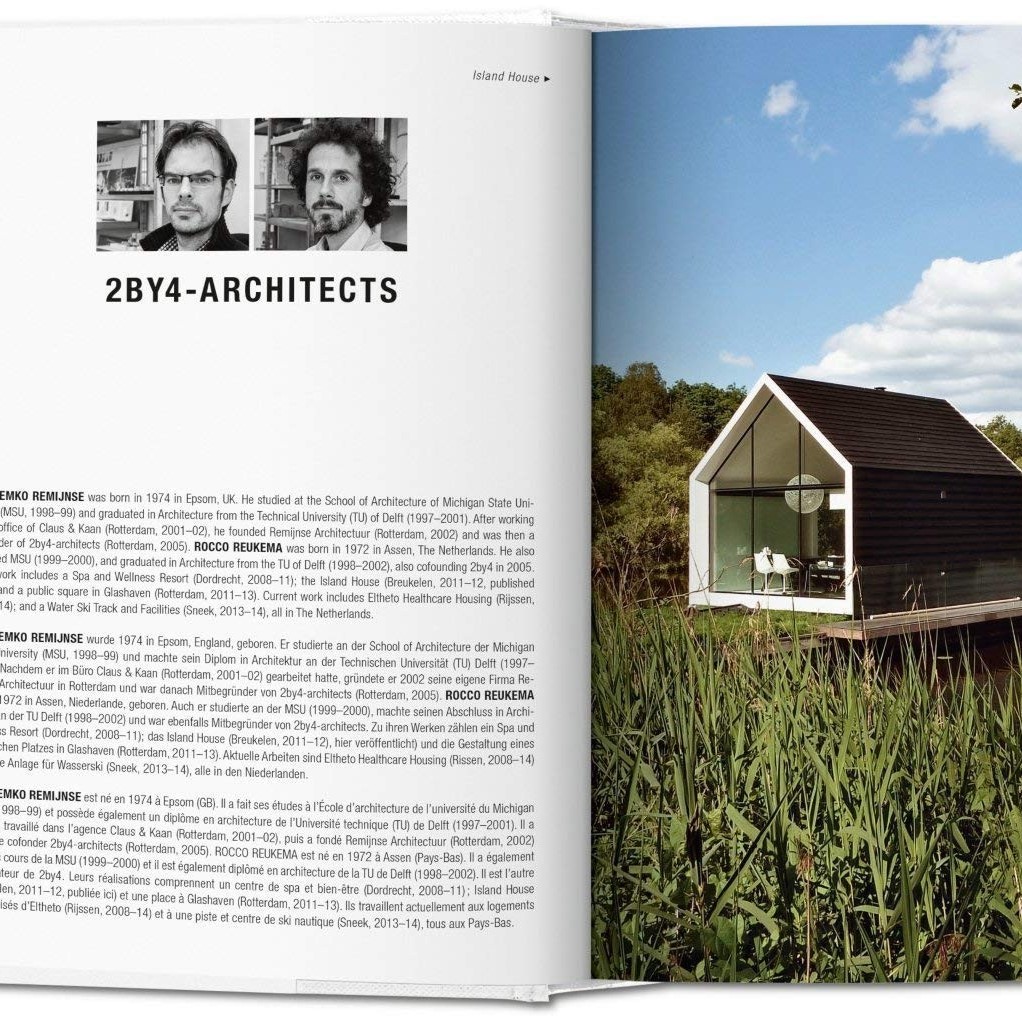 Island House ►
2BY4-ARCHITECTS
EMKO REMIJNSE was born in 1974 in Epsom, UK. He studied at the School of Architecture of Michigan State Uni-
(MSU, 1998–99) and graduated in Architecture from the Technical University (TU) of Delft (1997–2001). After working
office of Claus & Kaan (Rotterdam, 2001–02), he founded Remijnse Architectuur (Rotterdam, 2002) and was then a
der of 2by4-architects (Rotterdam, 2005). ROCCO REUKEMA was born in 1972 in Assen, The Netherlands. He also
ed MSU (1999–2000), and graduated in Architecture from the TU of Delft (1998–2002), also cofounding 2by4 in 2005.
work includes a Spa and Wellness Resort (Dordrecht, 2008–11); the Island House (Breukelen, 2011–12, published
and a public square in Glashaven (Rotterdam, 2011–13). Current work includes Eltheto Healthcare Housing (Rijssen,
14); and a Water Ski Track and Facilities (Sneek, 2013–14), all in The Netherlands.
EMKO REMIJNSE wurde 1974 in Epsom, England, geboren. Er studierte an der School of Architecture der Michigan
niversity (MSU, 1998–99) und machte sein Diplom in Architektur an der Technischen Universität (TU) Delft (1997–
Nachdem er im Büro Claus & Kaan (Rotterdam, 2001–02) gearbeitet hatte, gründete er 2002 seine eigene Firma Re-
Architectuur in Rotterdam und war danach Mitbegründer von 2by4-architects (Rotterdam, 2005). ROCCO REUKEMA
1972 in Assen, Niederlande, geboren. Auch er studierte an der MSU (1999–2000), machte seinen Abschluss in Archi-
n der TU Delft (1998–2002) und war ebenfalls Mitbegründer von 2by4-architects. Zu ihren Werken zählen ein Spa und
ss Resort (Dordrecht, 2008–11); das Island House (Breukelen, 2011–12), hier veröffentlicht) und die Gestaltung eines
chen Platzes in Glashaven (Rotterdam, 2011–13). Aktuelle Arbeiten sind Eltheto Healthcare Housing (Rissen, 2008–14)
e Anlage für Wasserski (Sneek, 2013–14), alle in den Niederlanden.
EMKO REMIJNSE est né en 1974 à Epsom (GB). Il a fait ses études à l'École d'architecture de l'université du Michigan
998–99) et possède également un diplôme en architecture de l'Université technique (TU) de Delft (1997–2001). Il a
travaillé dans l'agence Claus & Kaan (Rotterdam, 2001–02), puis a fondé Remijnse Architectuur (Rotterdam, 2002)
e cofonder 2by4-architects (Rotterdam, 2005). ROCCO REUKEMA est né en 1972 à Assen (Pays-Bas). Il a également
cours de la MSU (1999–2000) et il est également diplômé en architecture de la TU de Delft (1998–2002). Il est l'autre
ateur de 2by4. Leurs réalisations comprennent un centre de spa et bien-être (Dordrecht, 2008–11); Island House
len, 2011–12, publiée ici) et une place à Glashaven (Rotterdam, 2011–13). Ils travaillent actuellement aux logements
isés d'Eltheto (Rijssen, 2008–14) et à une piste et centre de ski nautique (Sneek, 2013–14), tous aux Pays-Bas.